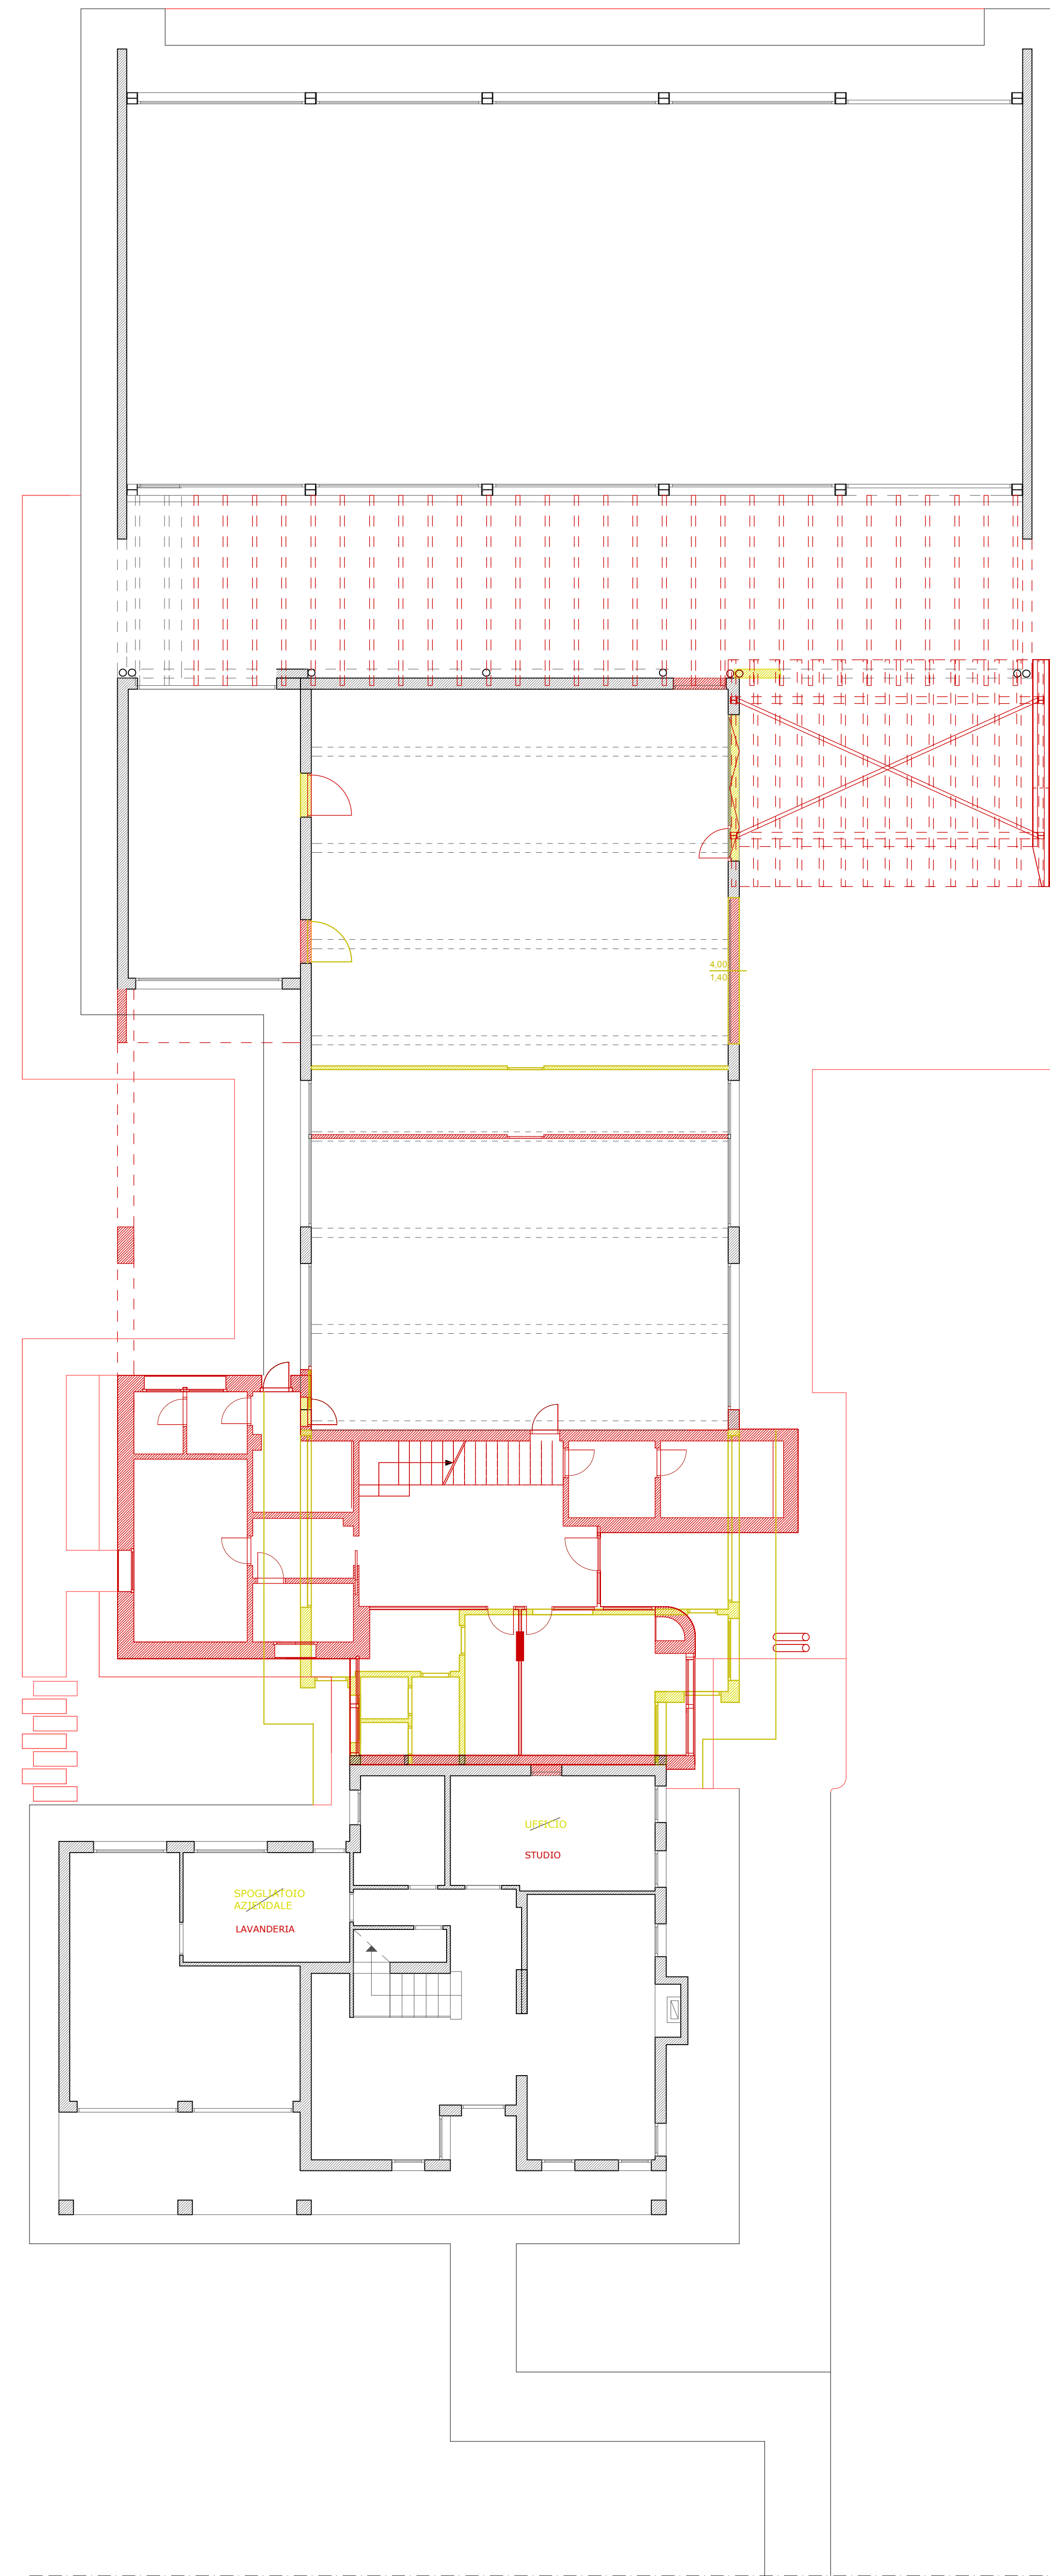 4,00
1,40
UFFICIO
STUDIO
SPOGLIATOIO
AZIENDALE
LAVANDERIA